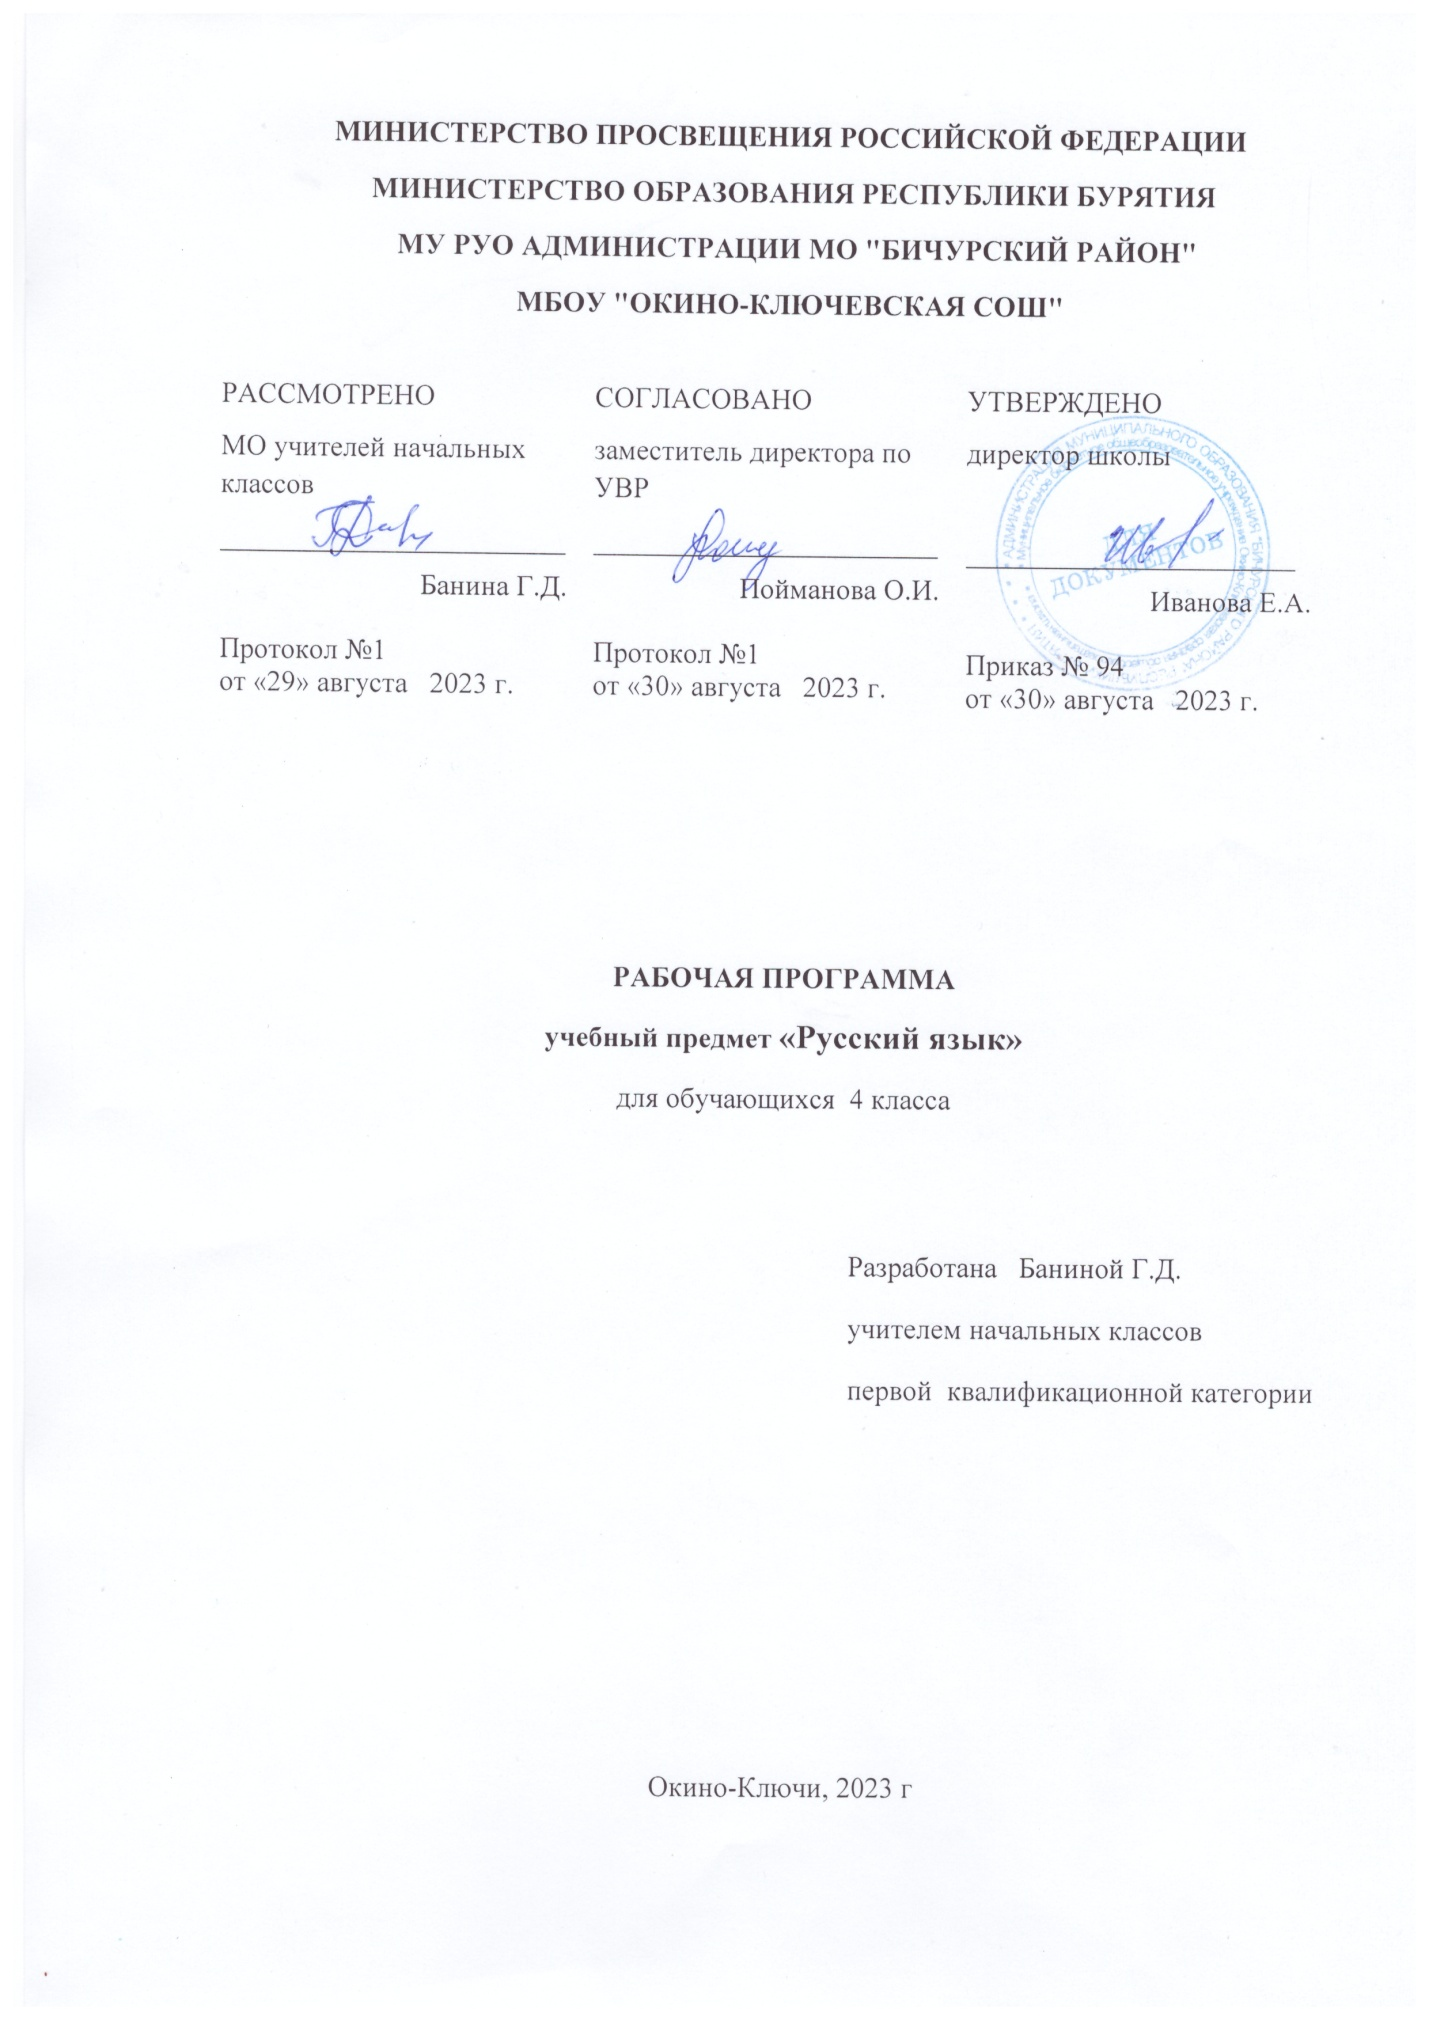 МИНИСТЕРСТВО ПРОСВЕЩЕНИЯ РОССИЙСКОЙ ФЕДЕРАЦИИ
МИНИСТЕРСТВО ОБРАЗОВАНИЯ РЕСПУБЛИКИ БУРЯТИЯ
МУ РУО АДМИНИСТРАЦИИ МО "БИЧУРСКИЙ РАЙОН"
МБОУ "ОКИНО-КЛЮЧЕВСКАЯ СОШ"
РАССМОТРЕНО
МО учителей начальных
классов
Банина Г.Д.
Протокол №1
от «29» августа 2023 г.
СОГЛАСОВАНО
заместитель директора по
УВР
Пойманова О.И.
Протокол №1
от «30» августа 2023 г.
УТВЕРЖДЕНО
директор школы
ДОКУМЕНТОВ
Иванова Е.А.
Приказ № 94
от «30» августа 2023 г.
РАБОЧАЯ ПРОГРАММА
учебный предмет «Русский язык»
для обучающихся 4 класса
Разработана Баниной Г.Д.
учителем начальных классов
первой квалификационной категории
Окино-Ключи, 2023 г